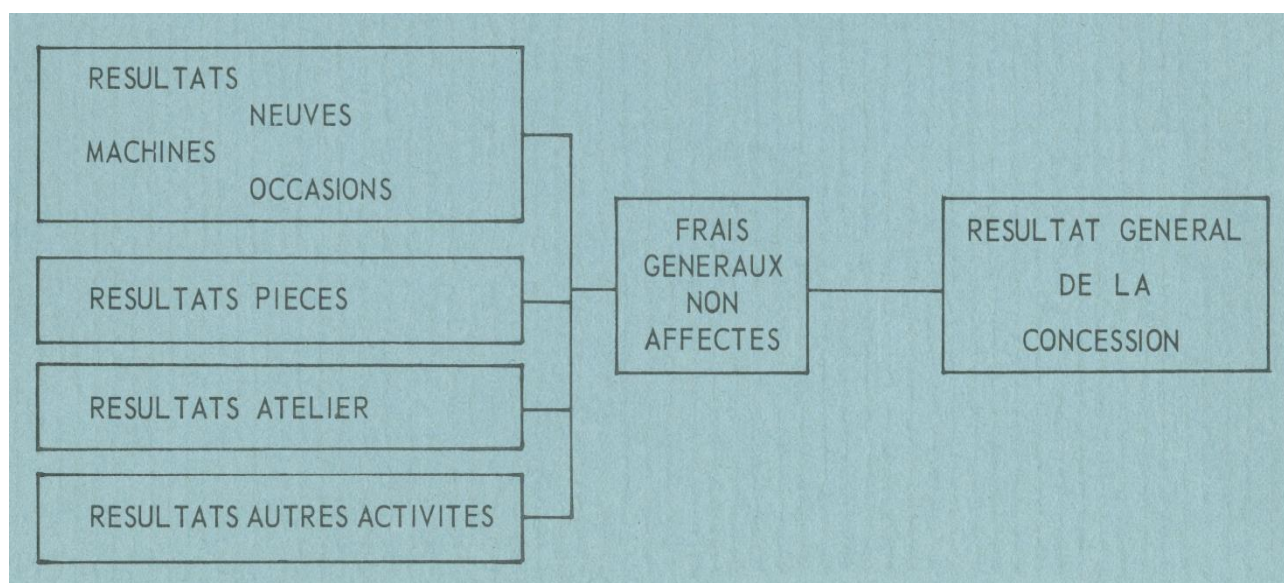 RESULTATS
NEUVES
MACHINES
OCCASIONS
RESULTATS PIECES
RESULTATS ATELIER
RESULTATS AUTRES ACTIVITES
FRAIS
GENERAUX
NON
AFFECTES
RESULTAT GENERAL
DE LA
CONCESSION